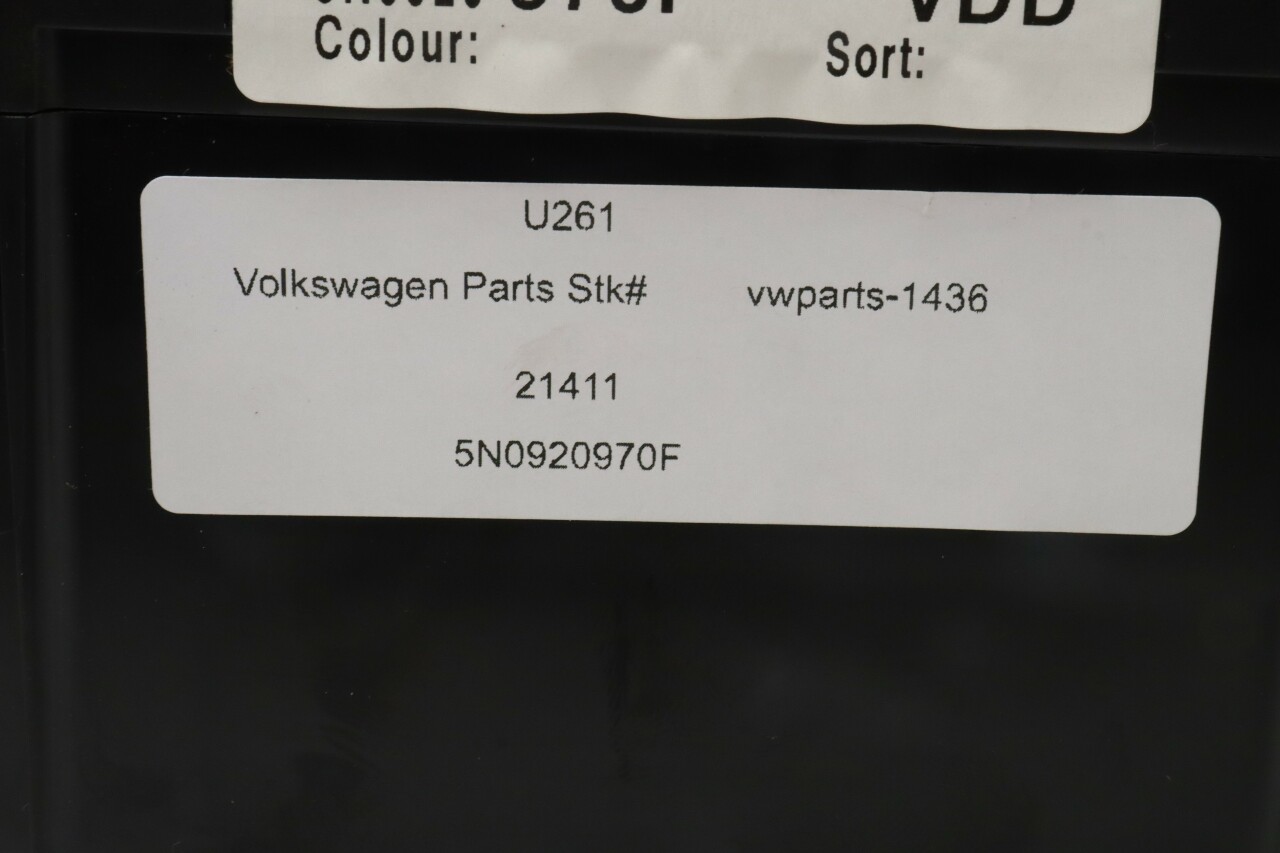 Colour: Sort:
U261
Volkswagen Parts Stk# vwparts-1436
21411
5N0920970F